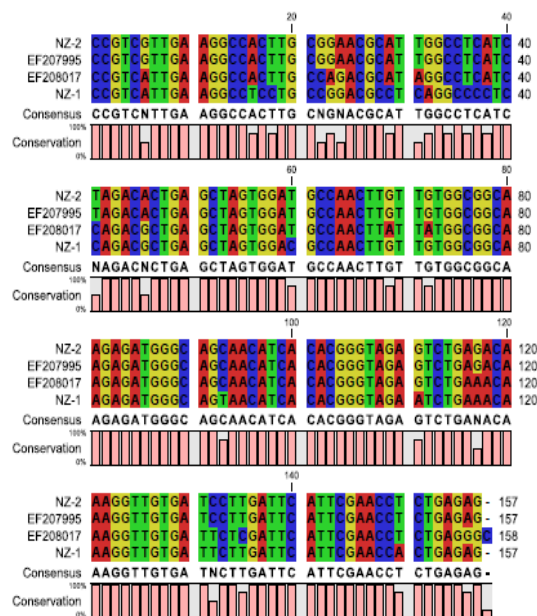 20 40
NZ-2 CCGTCGTTGA AGGCCACTTG CGGAACGCAT TGGCCTCATC 40
EF207995 CCGTCGTTGA AGGCCACTTG CGGAACGCAT TGGCCTCATC 40
EF208017 CCGTCATTGA AGGCCACTTG CCAGACGCAT AGGCCTCATC 40
NZ-1 CCGTCATTGA AGGCCTCCTG CCGGACGCCT CAGGCCCCTC 40
Consensus CCGTCNTTGA AGGCCACTTG CNGNACGCAT TGGCCTCATC
100%
Conservation
0%
60 80
NZ-2 TAGACACTGA GCTAGTGGAT GCCAACTTGT TGTGGCGGCA 80
EF207995 TAGACACTGA GCTAGTGGAT GCCAACTTGT TGTGGCGGCA 80
EF208017 CAGACGCTGA GCTAGTGGAT GCCAACTTAT TATGGCGGCA 80
NZ-1 CAGACGCTGA GCTAGTGGAC GCCAACTTGT TGTGGCGGCA 80
Consensus NAGACNCTGA GCTAGTGGAT GCCAACTTGT TGTGGCGGCA
100%
Conservation
0%
100 120
NZ-2 AGAGATGGGC AGCAACATCA CACGGGTAGA GTCTGAGACA 120
EF207995 AGAGATGGGC AGCAACATCA CACGGGTAGA GTCTGAGACA 120
EF208017 AGAGATGGGC AGCAACATCA CACGGGTAGA GTCTGAAACA 120
NZ-1 AGAGATGGGC AGTAACATCA CACGGGTAGA ATCTGAAACA 120
Consensus AGAGATGGGC AGCAACATCA CACGGGTAGA GTCTGANACA
100%
Conservation
0%
140
NZ-2 AAGGTTGTGA TCCTTGATTC ATTCGAACCT CTGAGAG- 157
EF207995 AAGGTTGTGA TCCTTGATTC ATTCGAACCT CTGAGAG- 157
EF208017 AAGGTTGTGA TTCTCGATTC ATTCGAACCT CTGAGGGC 158
NZ-1 AAGGTTGTGA TTCTTGATTC ATTCGAACCA CTGAGAG- 157
Consensus AAGGTTGTGA TNCTTGATTC ATTCGAACCT CTGAGAG-
100%
Conservation
0%